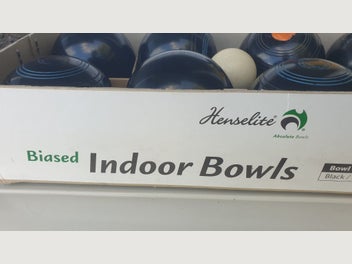 Henselite®
Absolute Bowls
Biased Indoor Bowls
Bowl
Black /